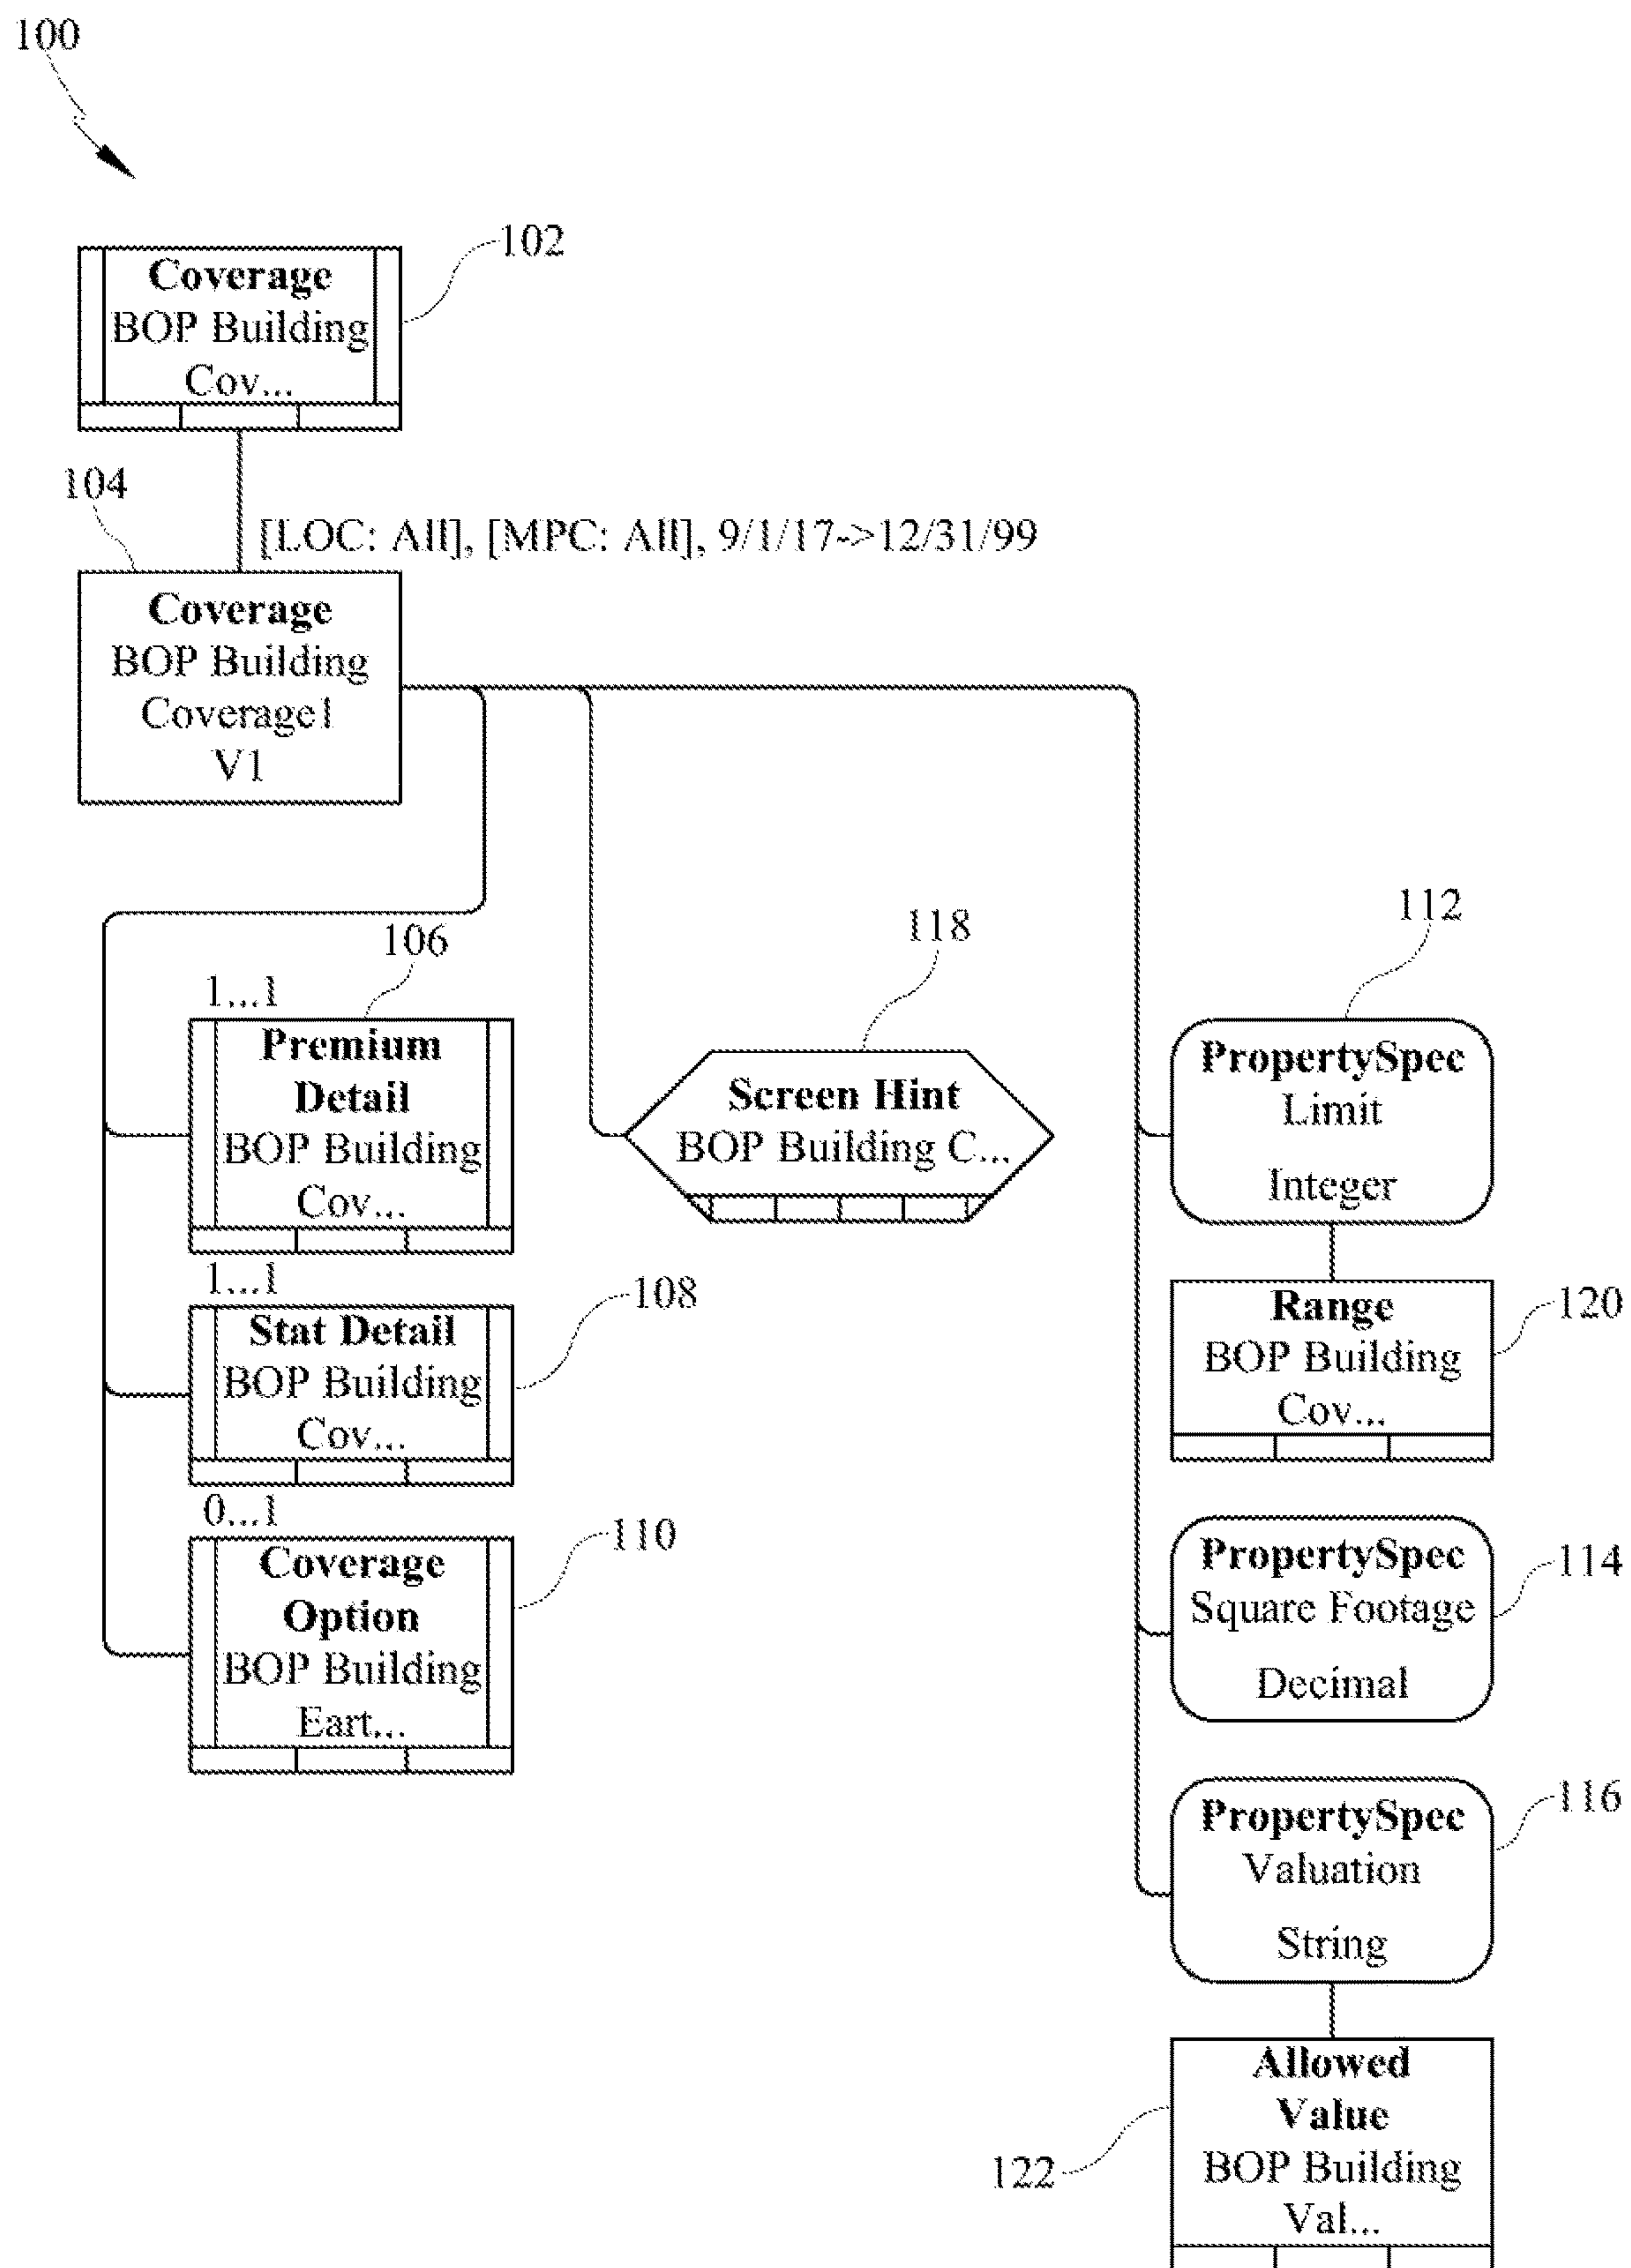 100
102
Coverage
BOP Building
Cov...
104
[LOC: All], [MPC: All], 9/1/17->12/31/99
Coverage
BOP Building
Coverage1
V1
106
1...1
Premium
Detail
BOP Building
Cov...
108
1...1
Stat Detail
BOP Building
Cov...
110
0...1
Coverage
Option
BOP Building
Eart...
118
Screen Hint
BOP Building C...
112
PropertySpec
Limit
Integer
120
Range
BOP Building
Cov...
114
PropertySpec
Square Footage
Decimal
116
PropertySpec
Valuation
String
122
Allowed
Value
BOP Building
Val...